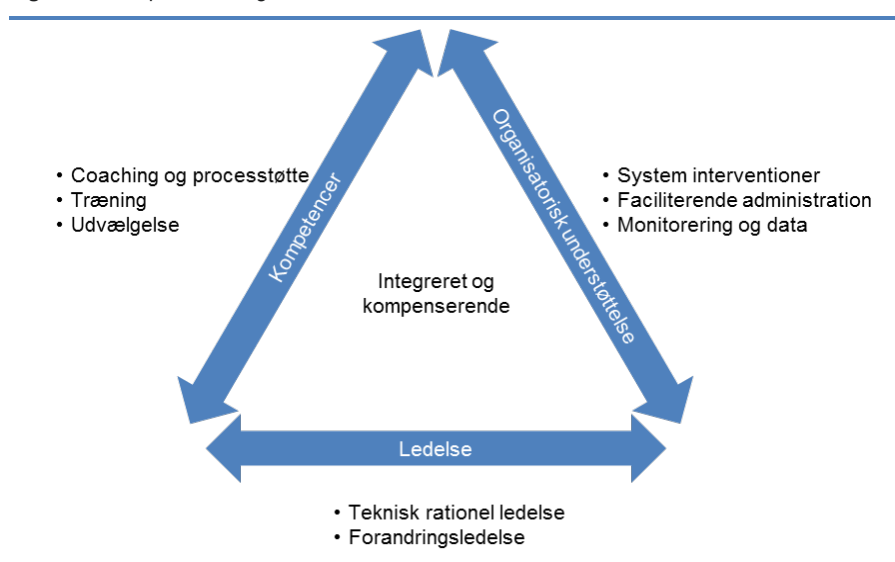 • Coaching og processtøtte
• Træning
• Udvælgelse
Kompetencer
Organisatorisk understøttelse
• System interventioner
• Faciliterende administration
• Monitorering og data
Integreret og
kompenserende
Ledelse
• Teknisk rationel ledelse
• Forandringsledelse